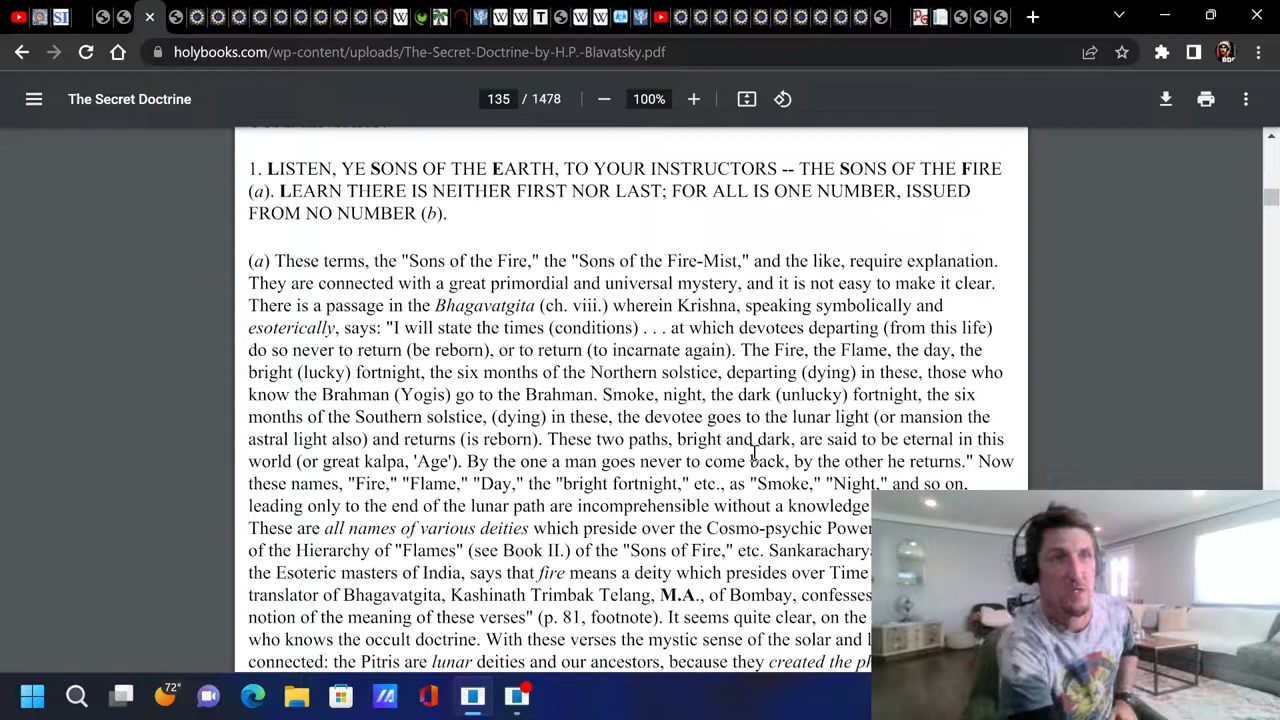 holybooks.com/wp-content/uploads/The-Secret-Doctrine-by-H.P.-Blavatsky.pdf
The Secret Doctrine
135 / 1478
100%
1. LISTEN, YE SONS OF THE EARTH, TO YOUR INSTRUCTORS -- THE SONS OF THE FIRE
(a). LEARN THERE IS NEITHER FIRST NOR LAST; FOR ALL IS ONE NUMBER, ISSUED
FROM NO NUMBER (b).
(a) These terms, the "Sons of the Fire," the "Sons of the Fire-Mist," and the like, require explanation.
They are connected with a great primordial and universal mystery, and it is not easy to make it clear.
There is a passage in the Bhagavatgita (ch. viii.) wherein Krishna, speaking symbolically and
esoterically, says: "I will state the times (conditions) . . . at which devotees departing (from this life)
do so never to return (be reborn), or to return (to incarnate again). The Fire, the Flame, the day, the
bright (lucky) fortnight, the six months of the Northern solstice, departing (dying) in these, those who
know the Brahman (Yogis) go to the Brahman. Smoke, night, the dark (unlucky) fortnight, the six
months of the Southern solstice, (dying) in these, the devotee goes to the lunar light (or mansion the
astral light also) and returns (is reborn). These two paths, bright and dark, are said to be eternal in this
world (or great kalpa, 'Age'). By the one a man goes never to come back, by the other he returns." Now
these names, "Fire," "Flame," "Day," the "bright fortnight," etc., as "Smoke," "Night," and so on,
leading only to the end of the lunar path are incomprehensible without a knowledge
These are all names of various deities which preside over the Cosmo-psychic Power
of the Hierarchy of "Flames" (see Book II.) of the "Sons of Fire," etc. Sankarachary
the Esoteric masters of India, says that fire means a deity which presides over Time
translator of Bhagavatgita, Kashinath Trimbak Telang, M.A., of Bombay, confesses
notion of the meaning of these verses" (p. 81, footnote). It seems quite clear, on the
who knows the occult doctrine. With these verses the mystic sense of the solar and l
connected: the Pitris are lunar deities and our ancestors, because they created the ph
72°